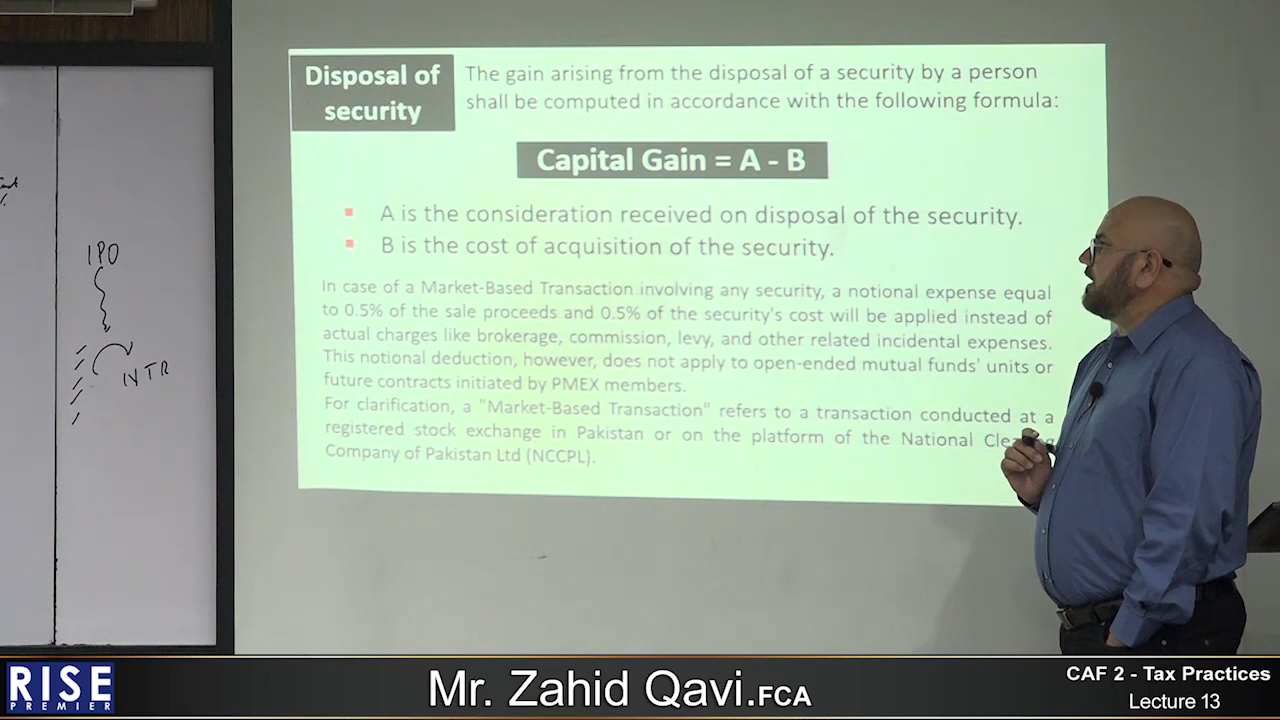 IPO
NTR
Disposal of
security
The gain arising from the disposal of a security by a person
shall be computed in accordance with the following formula:
Capital Gain = A - B
A is the consideration received on disposal of the security.
B is the cost of acquisition of the security.
In case of a Market-Based Transaction involving any security, a notional expense equal
to 0.5% of the sale proceeds and 0.5% of the security's cost will be applied instead of
actual charges like brokerage, commission, levy, and other related incidental expenses.
This notional deduction, however, does not apply to open-ended mutual funds' units or
future contracts initiated by PMEX members.
For clarification, a "Market-Based Transaction" refers to a transaction conducted at a
registered stock exchange in Pakistan or on the platform of the National
Company of Pakistan Ltd (NCCPL).
RISE
PREMIER
Mr. Zahid Qavi.FCA
CAF 2 - Tax Practices
Lecture 13